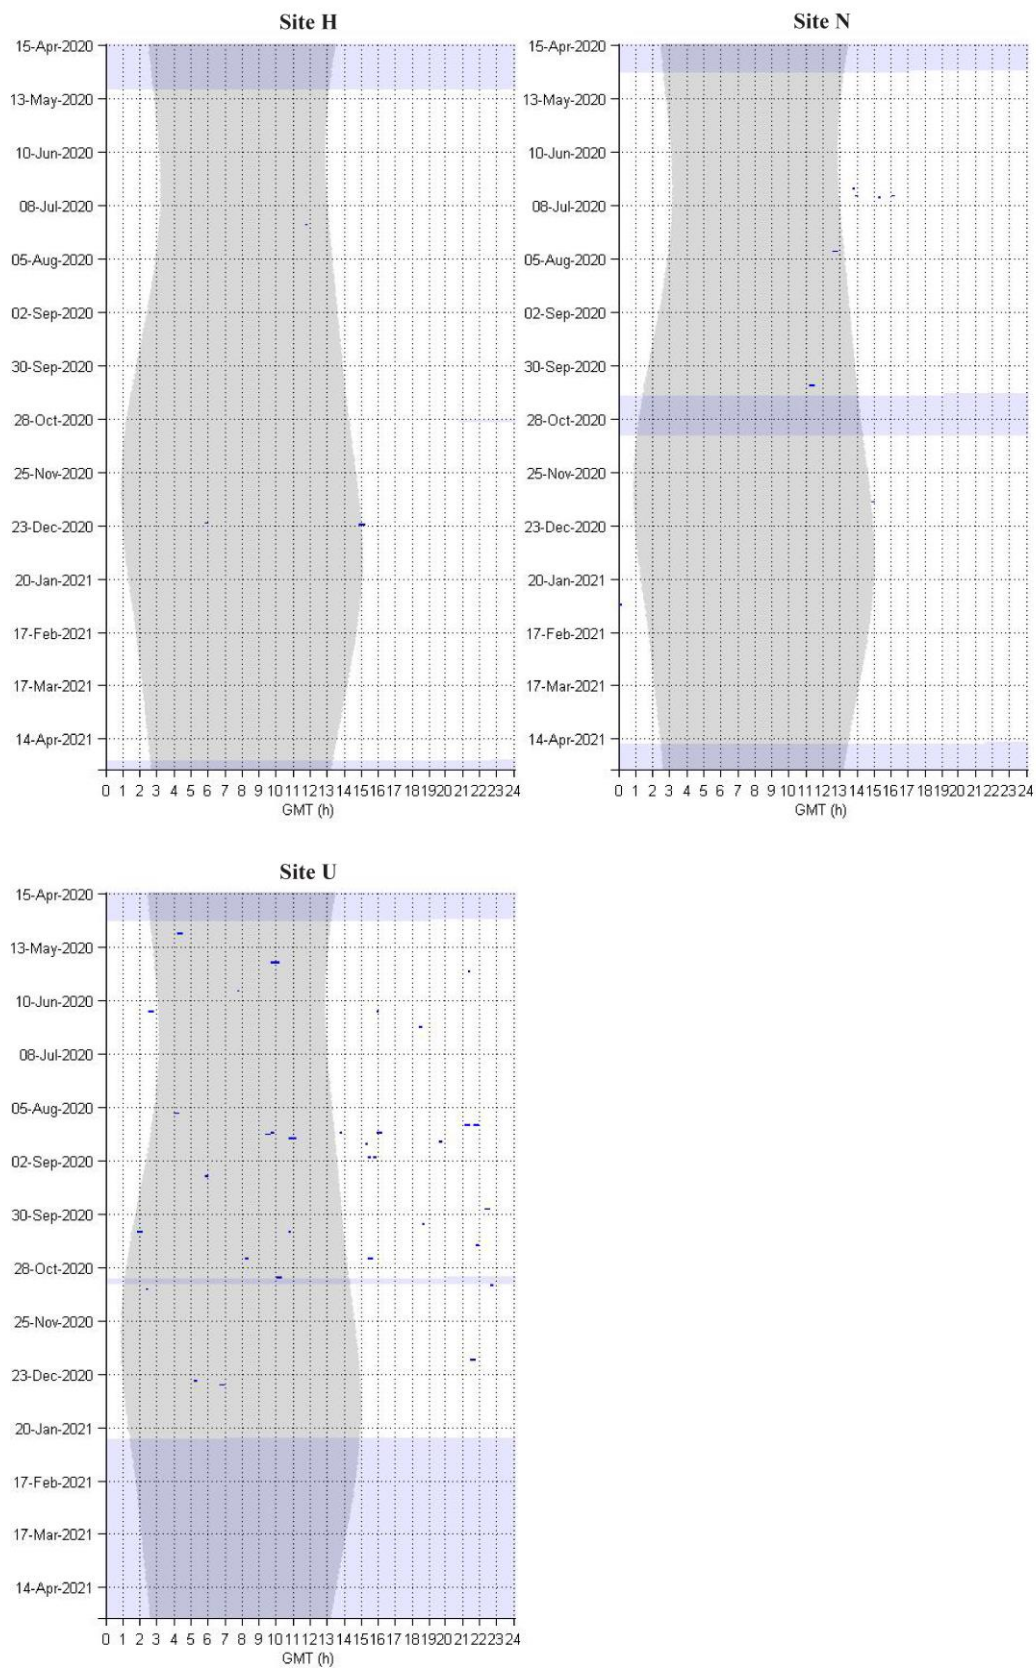 Site H
15-Apr-2020
13-May-2020
10-Jun-2020
08-Jul-2020
05-Aug-2020
02-Sep-2020
30-Sep-2020
28-Oct-2020
25-Nov-2020
23-Dec-2020
20-Jan-2021
17-Feb-2021
17-Mar-2021
14-Apr-2021
0 1 2 3 4 5 6 7 8 9 10 11 12 13 14 15 16 17 18 19 20 21 22 23 24
GMT (h)
Site N
15-Apr-2020
13-May-2020
10-Jun-2020
08-Jul-2020
05-Aug-2020
02-Sep-2020
30-Sep-2020
28-Oct-2020
25-Nov-2020
23-Dec-2020
20-Jan-2021
17-Feb-2021
17-Mar-2021
14-Apr-2021
0 1 2 3 4 5 6 7 8 9 10 11 12 13 14 15 16 17 18 19 20 21 22 23 24
GMT (h)
Site U
15-Apr-2020
13-May-2020
10-Jun-2020
08-Jul-2020
05-Aug-2020
02-Sep-2020
30-Sep-2020
28-Oct-2020
25-Nov-2020
23-Dec-2020
20-Jan-2021
17-Feb-2021
17-Mar-2021
14-Apr-2021
0 1 2 3 4 5 6 7 8 9 10 11 12 13 14 15 16 17 18 19 20 21 22 23 24
GMT (h)